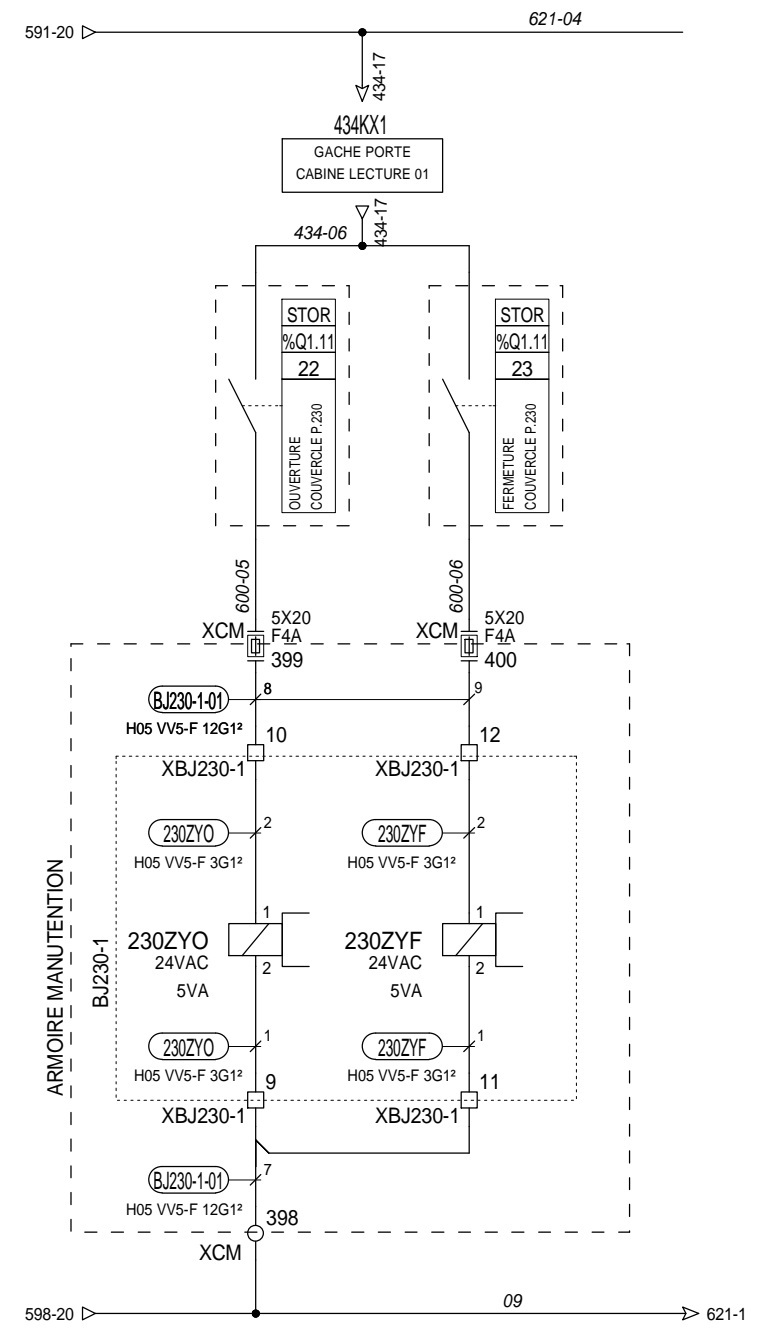 621-04
591-20
434-17
434KX1
GACHE PORTE
CABINE LECTURE 01
434-17
434-06
STOR
%Q1.11
22
OUVERTURE
COUVERCLE P.230
STOR
%Q1.11
23
FERMETURE
COUVERCLE P.230
600-05
600-06
XCM
5X20
F4A
399
XCM
5X20
F4A
400
BJ230-1-01
8
9
H05 VV5-F 12G1²
10
12
XBJ230-1
XBJ230-1
230ZYO
2
230ZYF
2
H05 VV5-F 3G1²
H05 VV5-F 3G1²
ARMOIRE MANUTENTION
BJ230-1
1
230ZYO
24VAC
5VA
2
1
230ZYF
24VAC
5VA
2
230ZYO
1
230ZYF
1
H05 VV5-F 3G1²
H05 VV5-F 3G1²
9
11
XBJ230-1
XBJ230-1
BJ230-1-01
7
H05 VV5-F 12G1²
398
XCM
598-20
09
621-1